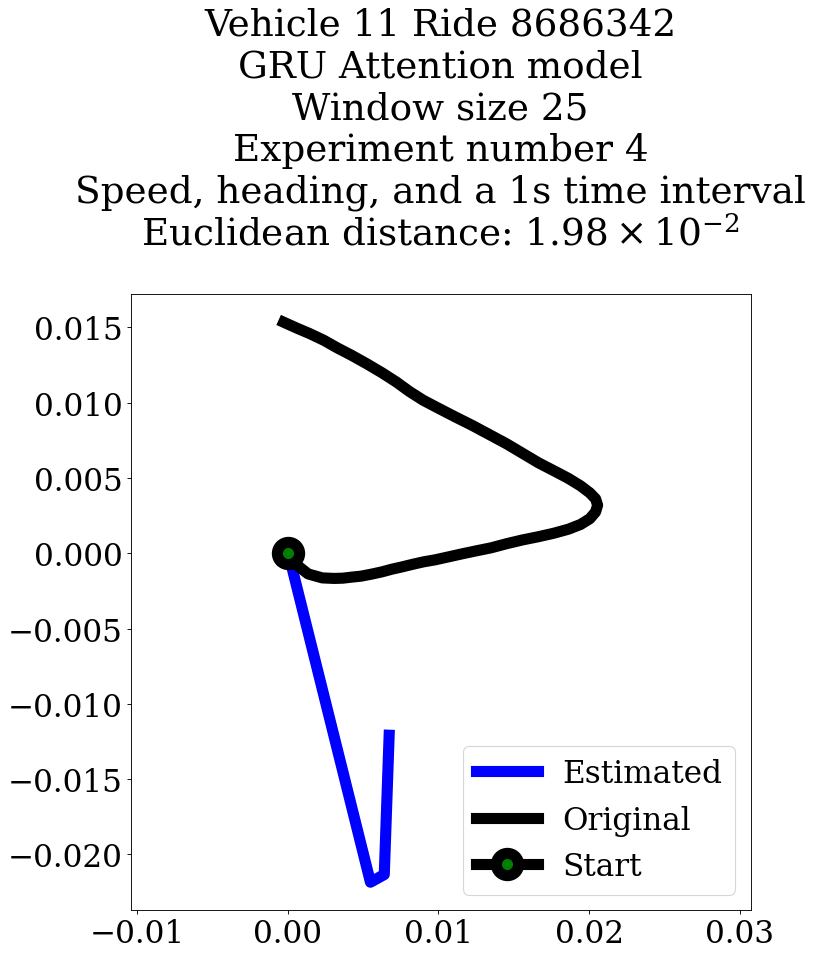 Vehicle 11 Ride 8686342
GRU Attention model
Window size 25
Experiment number 4
Speed, heading, and a 1s time interval
Euclidean distance: 1.98 × 10⁻²
0.015
0.010
0.005
0.000
−0.005
−0.010
−0.015
−0.020
Estimated
Original
Start
−0.01
0.00
0.01
0.02
0.03